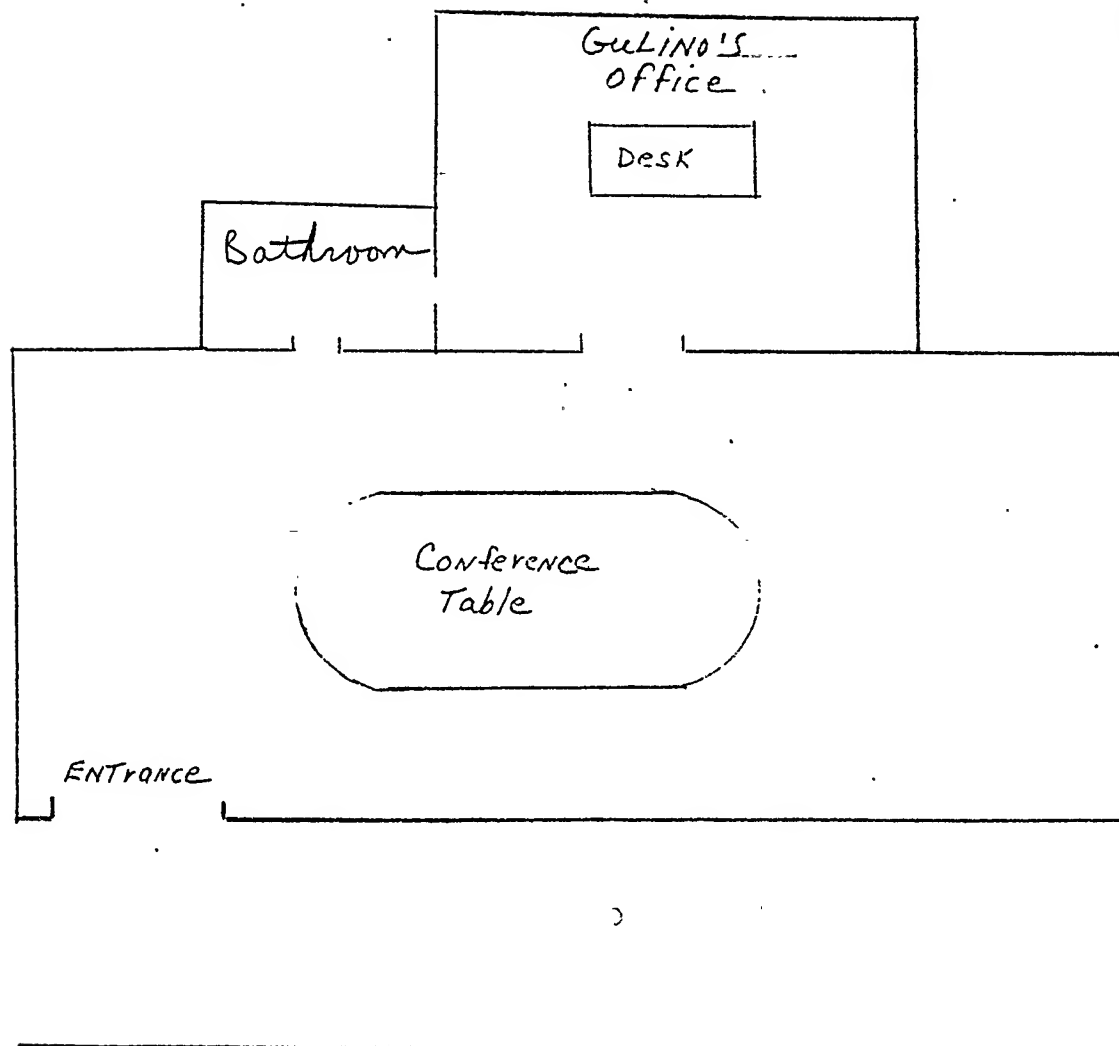 GULINO'S
Office
Desk
Bathroom
Conference
Table
ENTrance